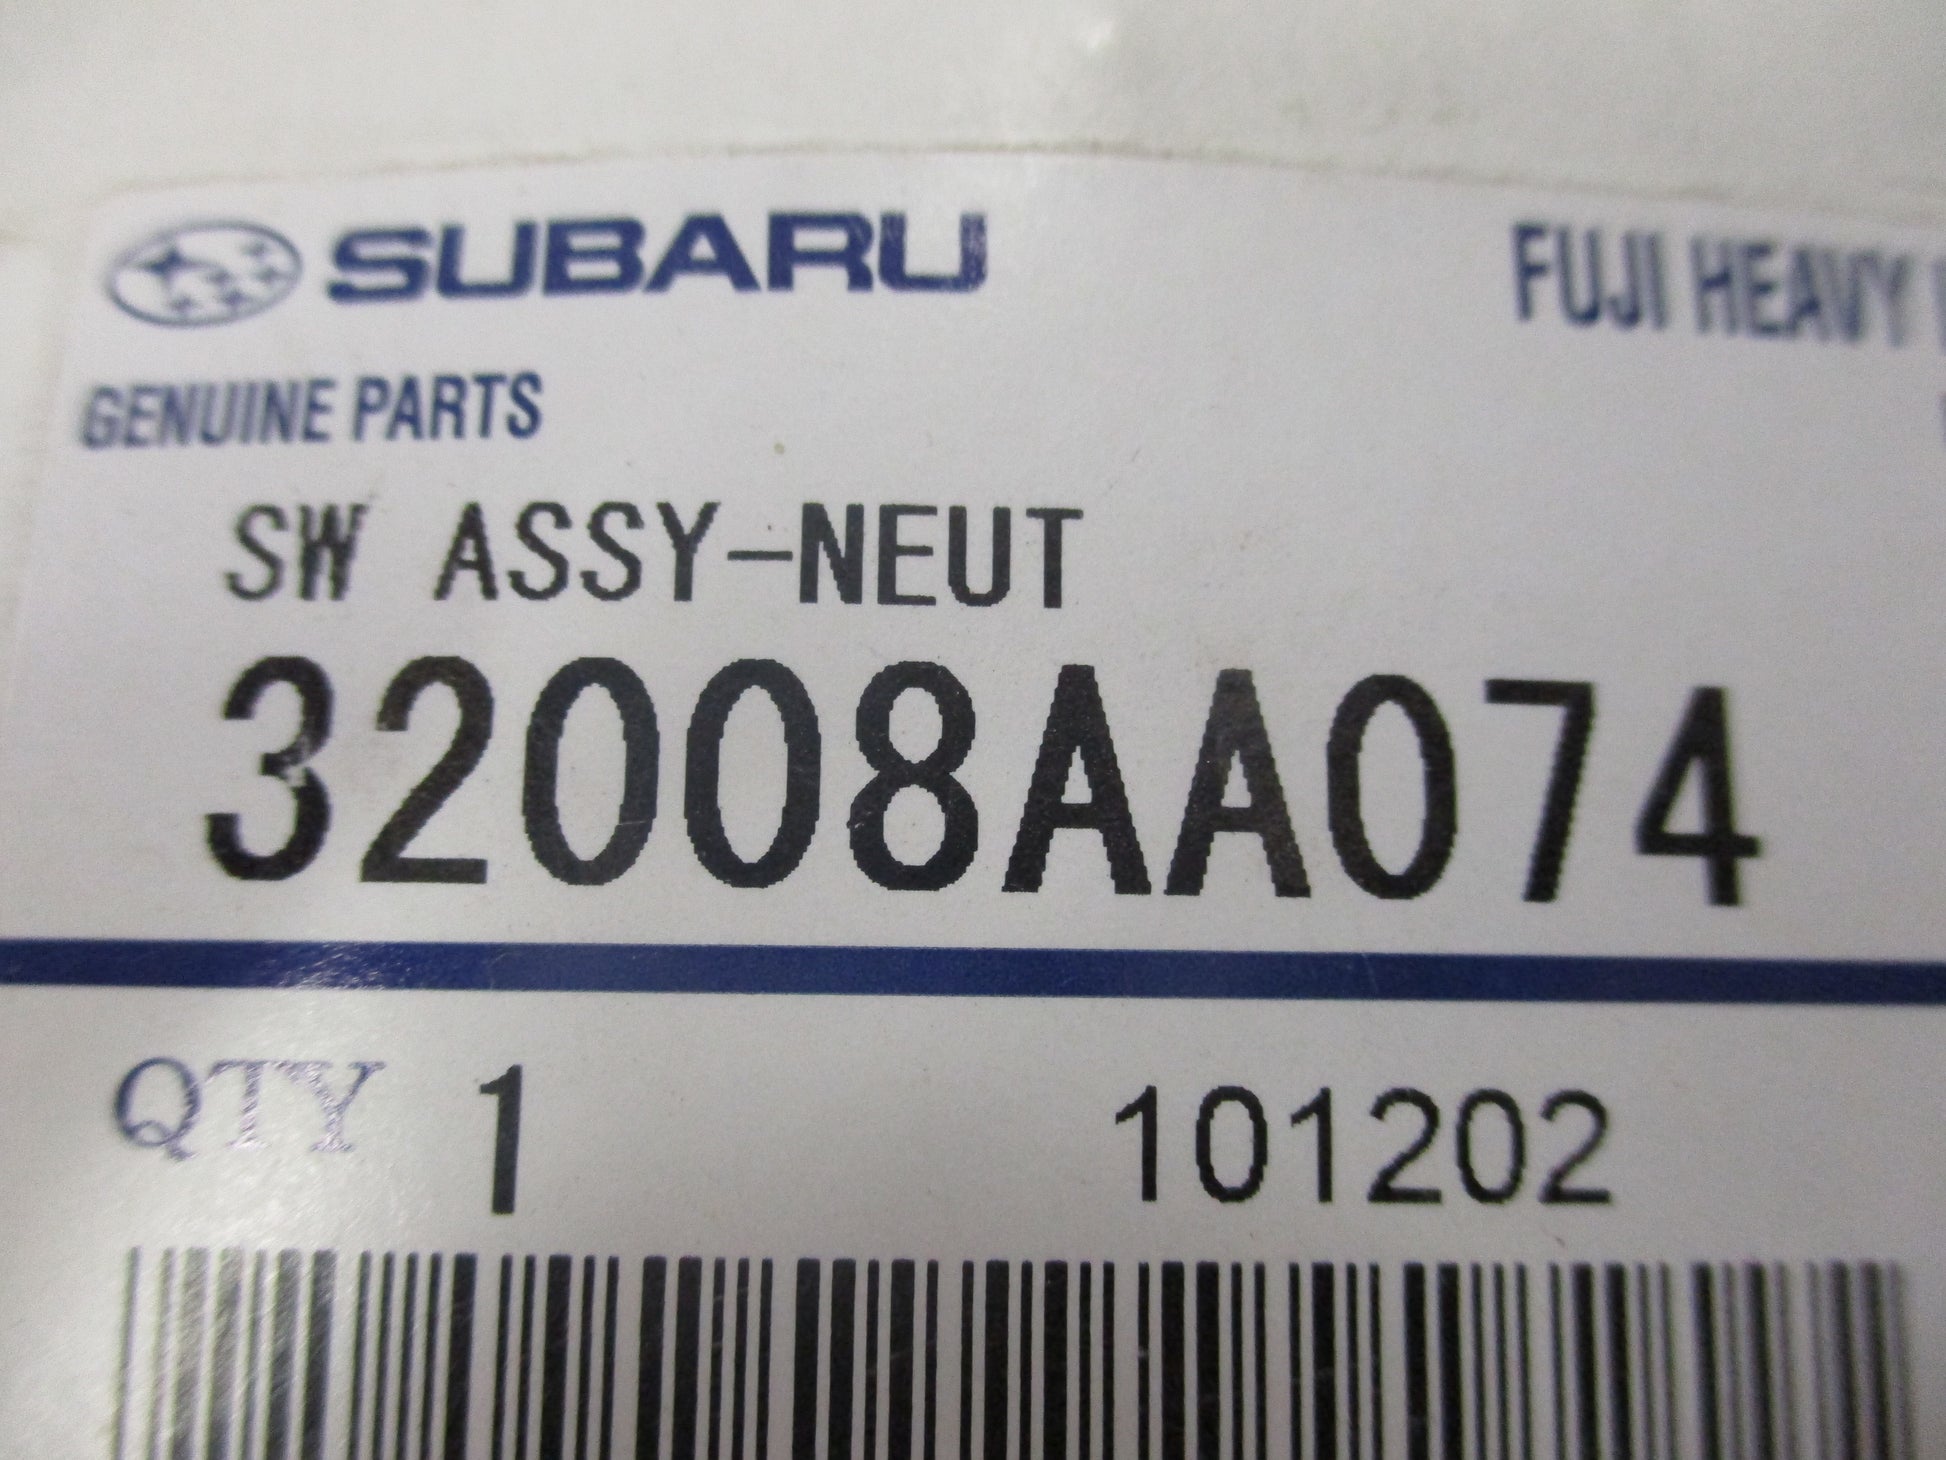 SUBARU FUJI HEAVY
GENUINE PARTS
SW ASSY-NEUT
32008AA074
QTY 1 101202